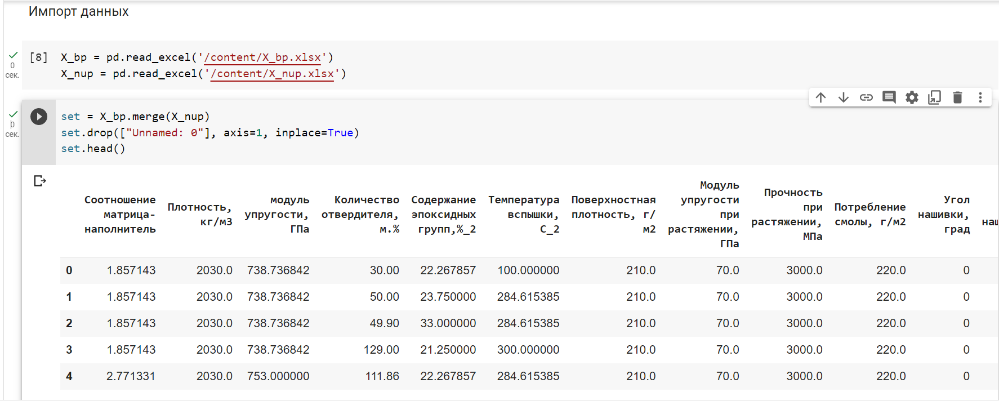 Импорт данных
0
сек.
[8] X_bp = pd.read_excel('/content/X_bp.xlsx')
X_nup = pd.read_excel('/content/X_nup.xlsx')
0
сек.
set = X_bp.merge(X_nup)
set.drop(["Unnamed: 0"], axis=1, inplace=True)
set.head()
Соотношение матрица-наполнитель Плотность, кг/м3 модуль упругости, ГПа Количество отвердителя, м.% Содержание эпоксидных групп,%_2 Температура вспышки, С_2 Поверхностная плотность, г/м2 Модуль упругости при растяжении, ГПа Прочность при растяжении, МПа Потребление смолы, г/м2 Угол нашивки, град наш
0 1.857143 2030.0 738.736842 30.00 22.267857 100.000000 210.0 70.0 3000.0 220.0 0
1 1.857143 2030.0 738.736842 50.00 23.750000 284.615385 210.0 70.0 3000.0 220.0 0
2 1.857143 2030.0 738.736842 49.90 33.000000 284.615385 210.0 70.0 3000.0 220.0 0
3 1.857143 2030.0 738.736842 129.00 21.250000 300.000000 210.0 70.0 3000.0 220.0 0
4 2.771331 2030.0 753.000000 111.86 22.267857 284.615385 210.0 70.0 3000.0 220.0 0